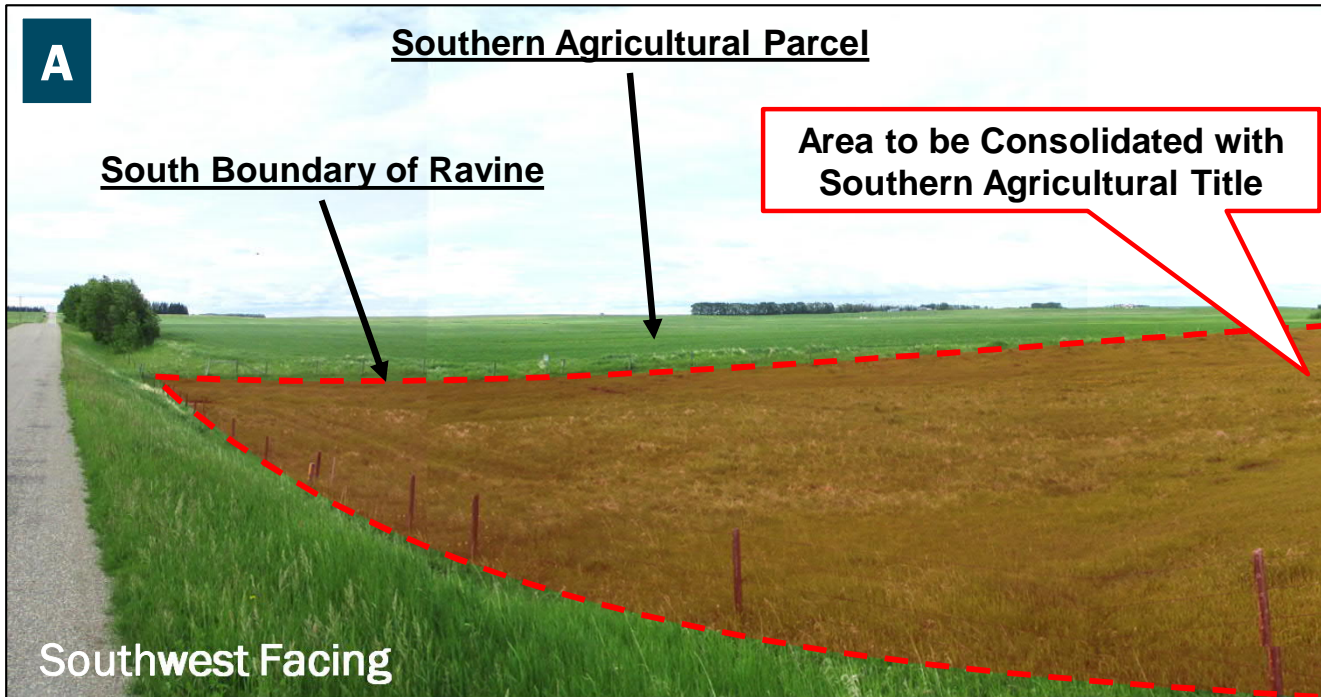 A
Southern Agricultural Parcel
South Boundary of Ravine
Area to be Consolidated with
Southern Agricultural Title
Southwest Facing